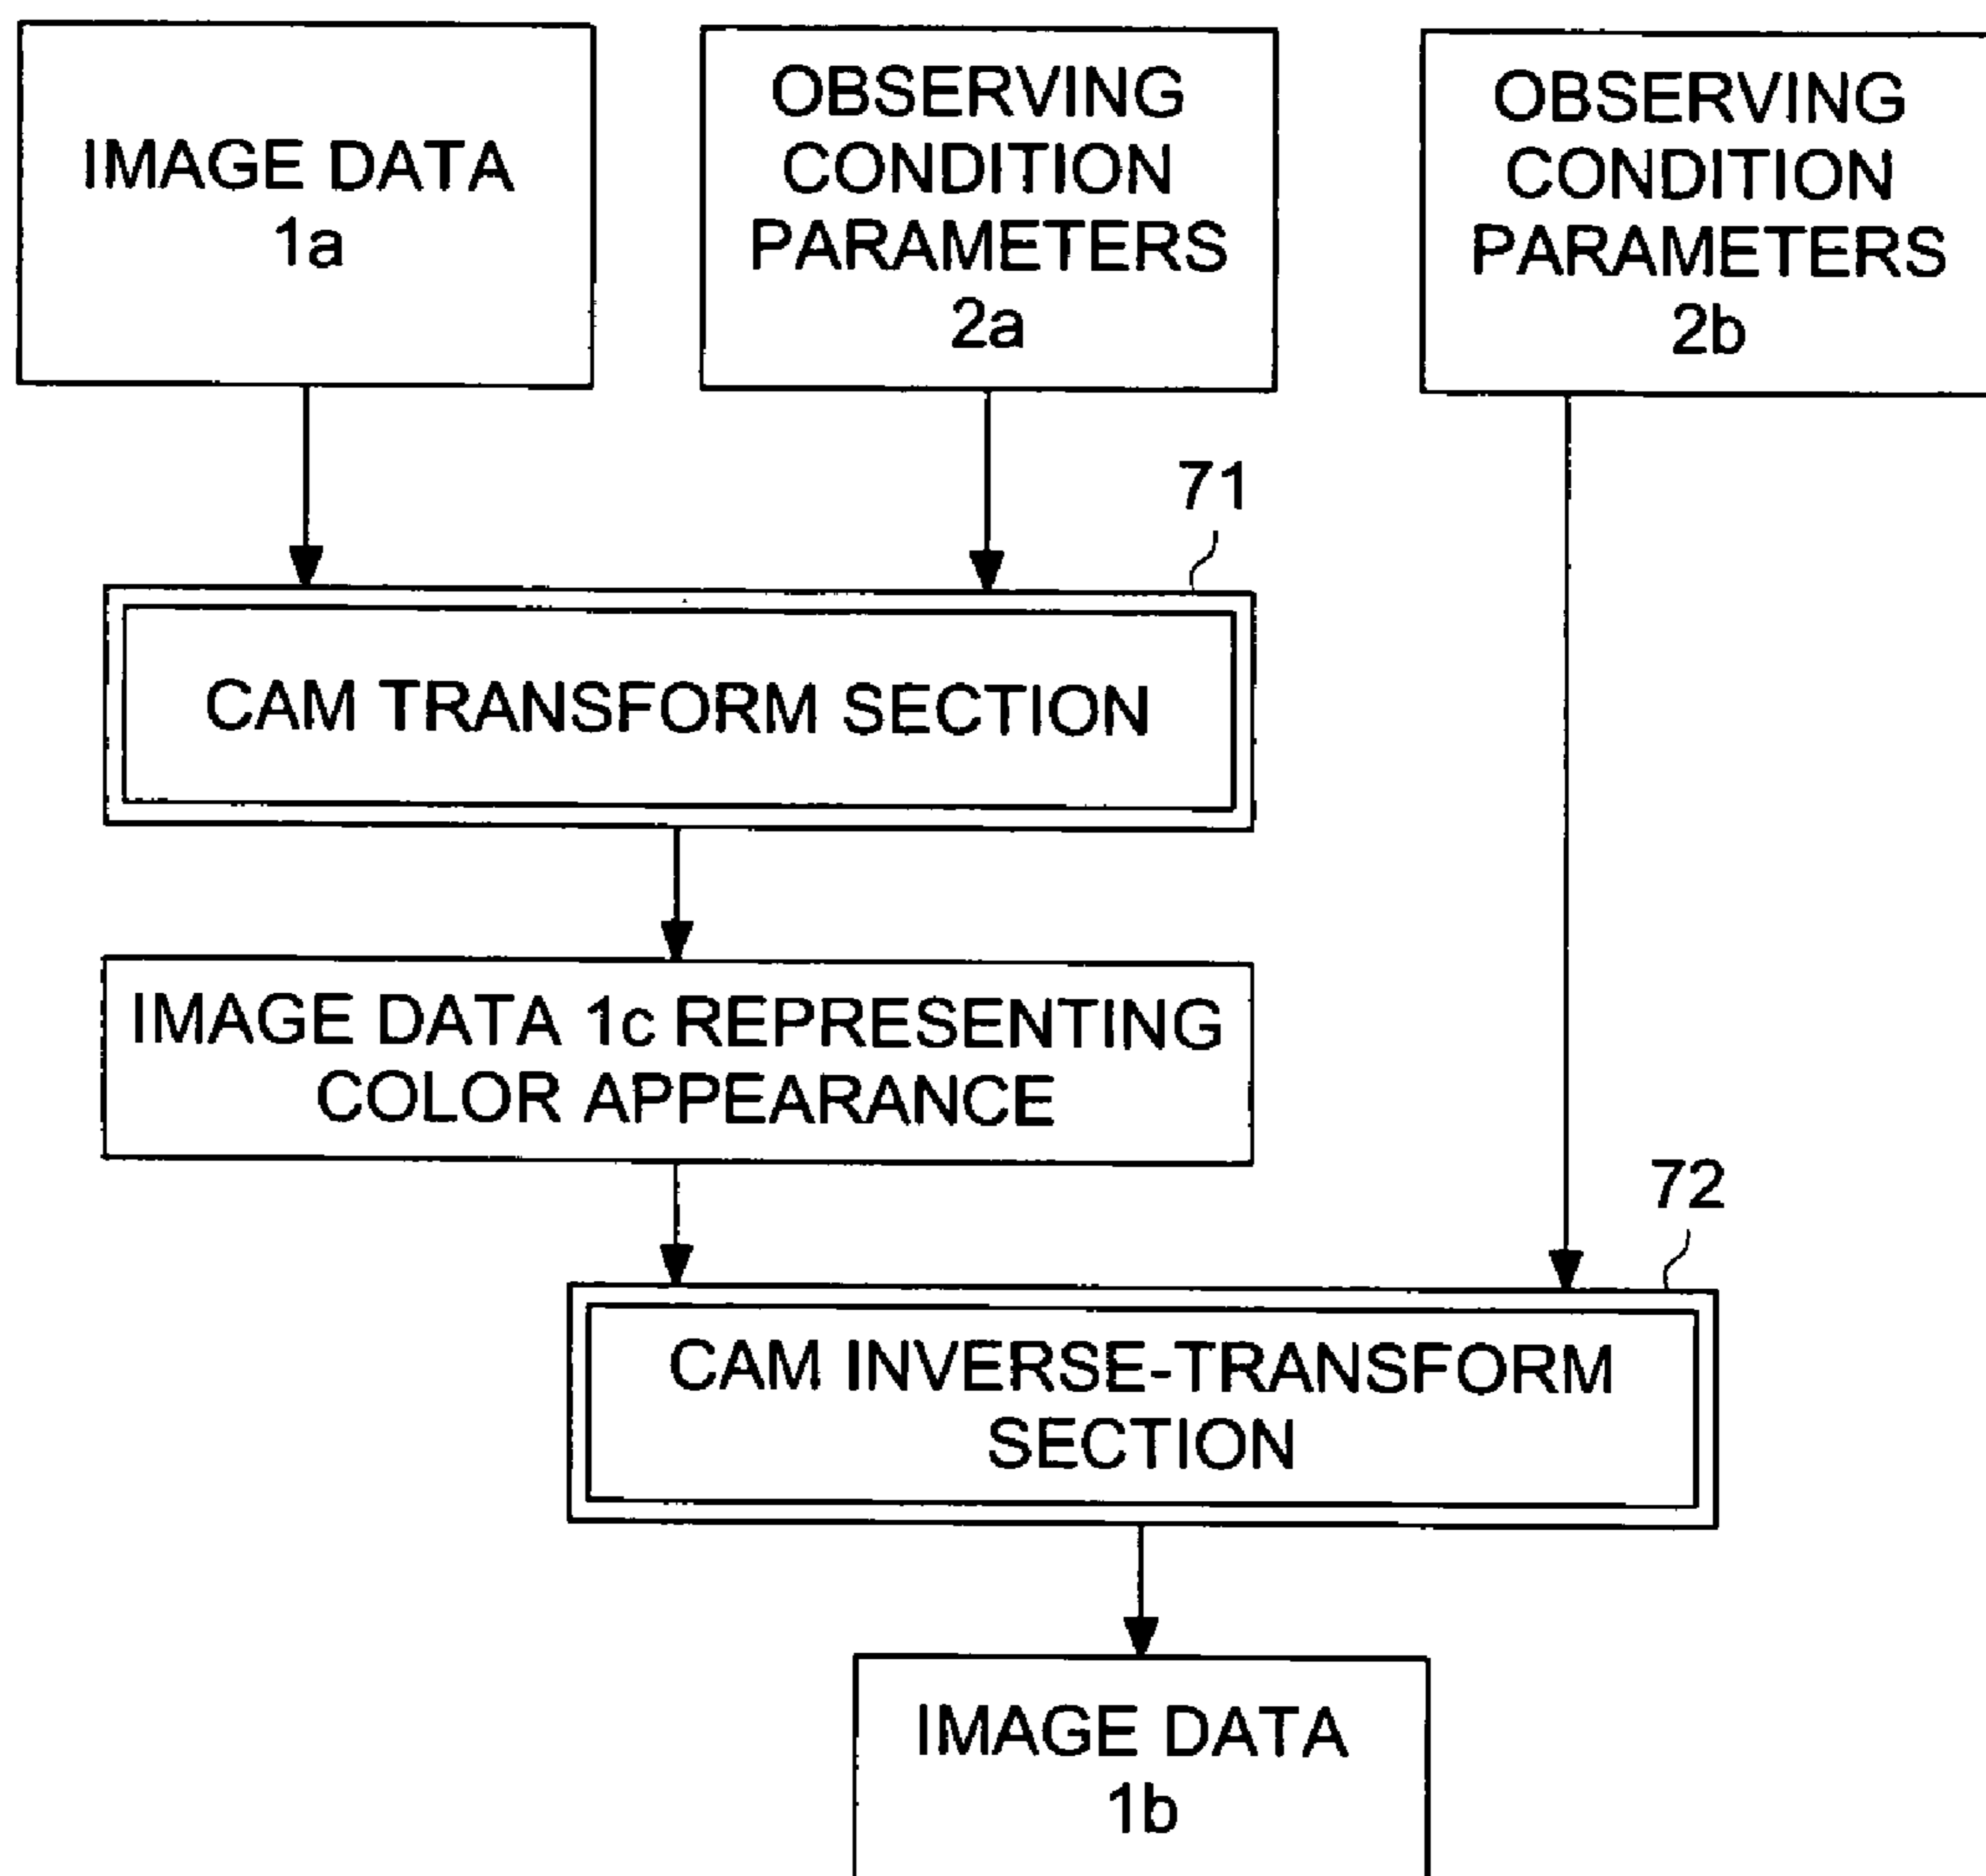 IMAGE DATA
1a
OBSERVING
CONDITION
PARAMETERS
2a
OBSERVING
CONDITION
PARAMETERS
2b
71
CAM TRANSFORM SECTION
IMAGE DATA 1c REPRESENTING
COLOR APPEARANCE
72
CAM INVERSE-TRANSFORM
SECTION
IMAGE DATA
1b